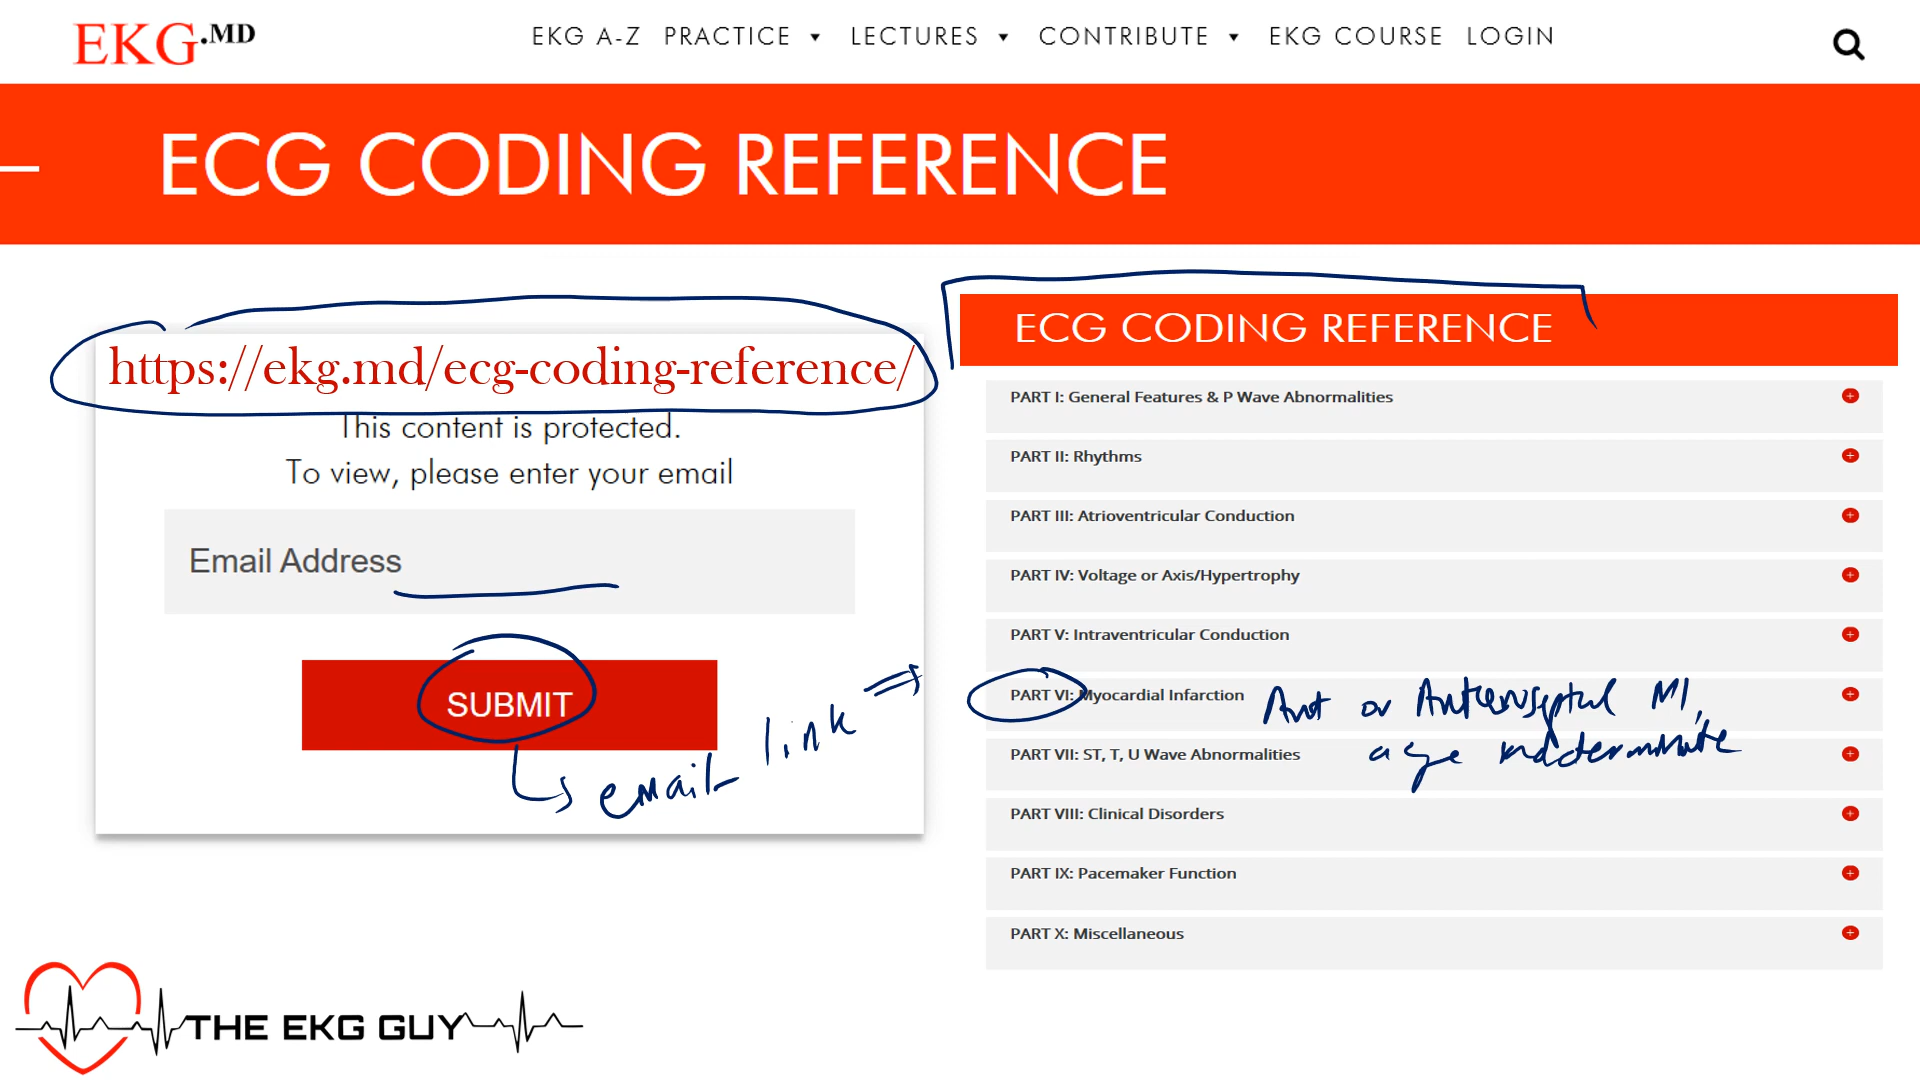 EKG.MD
EKG A-Z PRACTICE LECTURES CONTRIBUTE EKG COURSE LOGIN
ECG CODING REFERENCE
https://ekg.md/ecg-coding-reference/
This content is protected.
To view, please enter your email
Email Address
SUBMIT
email link
ECG CODING REFERENCE
PART I: General Features & P Wave Abnormalities
PART II: Rhythms
PART III: Atrioventricular Conduction
PART IV: Voltage or Axis/Hypertrophy
PART V: Intraventricular Conduction
PART VI: Myocardial Infarction Ant or Anteroseptal MI,
age indeterminate
PART VII: ST, T, U Wave Abnormalities
PART VIII: Clinical Disorders
PART IX: Pacemaker Function
PART X: Miscellaneous
THE EKG GUY